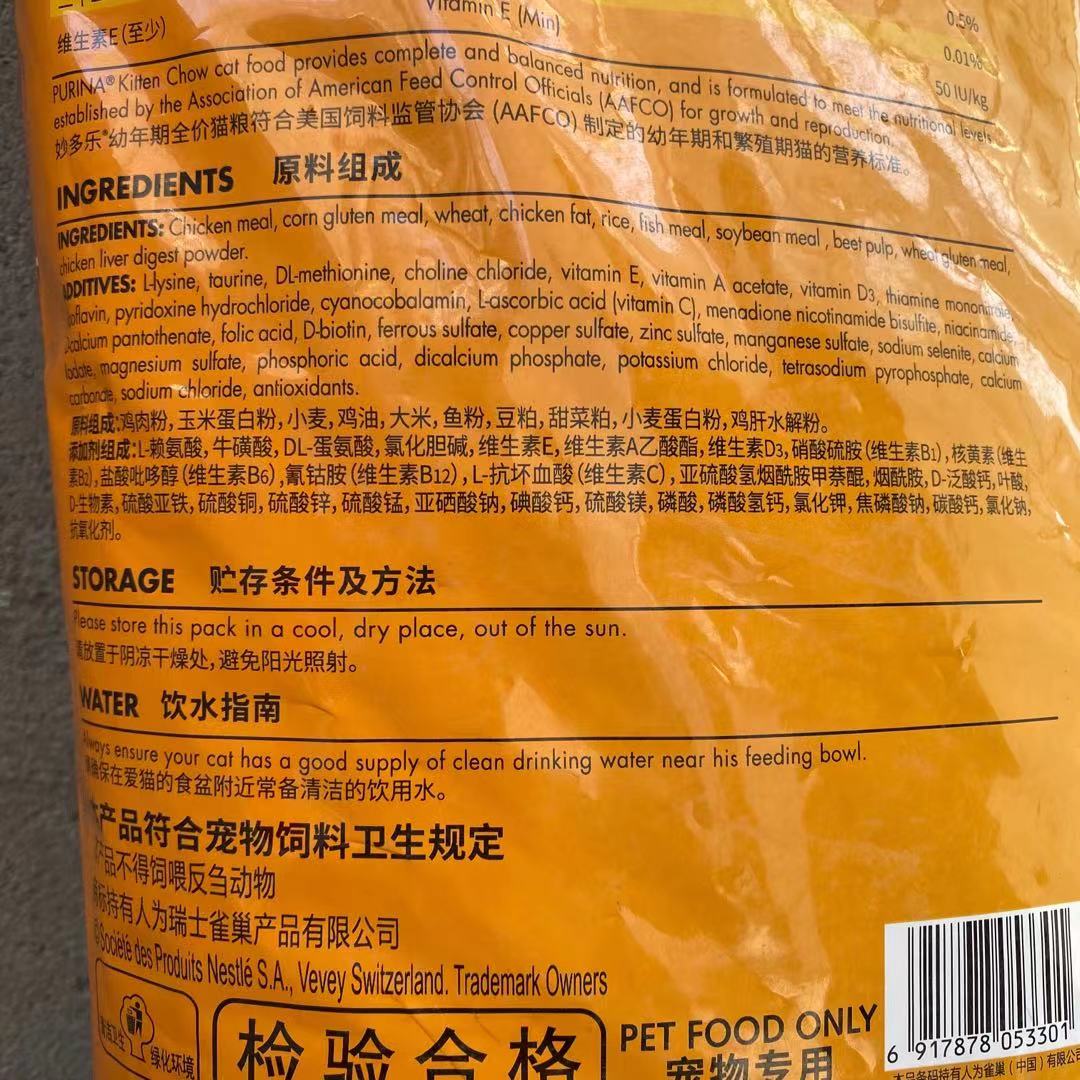 维生素E(至少)
Vitamin E (Min)
0.5%
0.01%
50 IU/kg
PURINA® Kitten Chow cat food provides complete and balanced nutrition, and is formulated to meet the nutritional levels
established by the Association of American Feed Control Officials (AAFCO) for growth and reproduction.
妙多乐®幼年期全价猫粮符合美国饲料监管协会 (AAFCO) 制定的幼年期和繁殖期猫的营养标准。
INGREDIENTS 原料组成
INGREDIENTS: Chicken meal, corn gluten meal, wheat, chicken fat, rice, fish meal, soybean meal , beet pulp, wheat gluten meal,
chicken liver digest powder.
ADDITIVES: L-lysine, taurine, DL-methionine, choline chloride, vitamin E, vitamin A acetate, vitamin D3, thiamine mononitrate,
pyridoxine hydrochloride, cyanocobalamin, L-ascorbic acid (vitamin C), menadione nicotinamide bisulfite, niacinamide,
D-calcium pantothenate, folic acid, D-biotin, ferrous sulfate, copper sulfate, zinc sulfate, manganese sulfate, sodium selenite, calcium
iodate, magnesium sulfate, phosphoric acid, dicalcium phosphate, potassium chloride, tetrasodium pyrophosphate, calcium
carbonate, sodium chloride, antioxidants.
原料组成:鸡肉粉,玉米蛋白粉,小麦,鸡油,大米,鱼粉,豆粕,甜菜粕,小麦蛋白粉,鸡肝水解粉。
添加剂组成:L-赖氨酸,牛磺酸,DL-蛋氨酸,氯化胆碱,维生素E,维生素A乙酸酯,维生素D3,硝酸硫胺(维生素B1),核黄素(维生
素B2),盐酸吡哆醇(维生素B6),氰钴胺(维生素B12),L-抗坏血酸(维生素C),亚硫酸氢烟酰胺甲萘醌,烟酰胺,D-泛酸钙,叶酸,
D-生物素,硫酸亚铁,硫酸铜,硫酸锌,硫酸锰,亚硒酸钠,碘酸钙,硫酸镁,磷酸,磷酸氢钙,氯化钾,焦磷酸钠,碳酸钙,氯化钠,
抗氧化剂。
STORAGE 贮存条件及方法
Please store this pack in a cool, dry place, out of the sun.
请放置于阴凉干燥处,避免阳光照射。
WATER 饮水指南
Always ensure your cat has a good supply of clean drinking water near his feeding bowl.
请确保在爱猫的食盆附近常备清洁的饮用水。
本产品符合宠物饲料卫生规定
本产品不得饲喂反刍动物
商标持有人为瑞士雀巢产品有限公司
©Société des Produits Nestlé S.A., Vevey Switzerland. Trademark Owners
绿化环境
检验合格
PET FOOD ONLY
宠物专用
6 917878 053301
本品条码持有人为雀巢(中国)有限公司